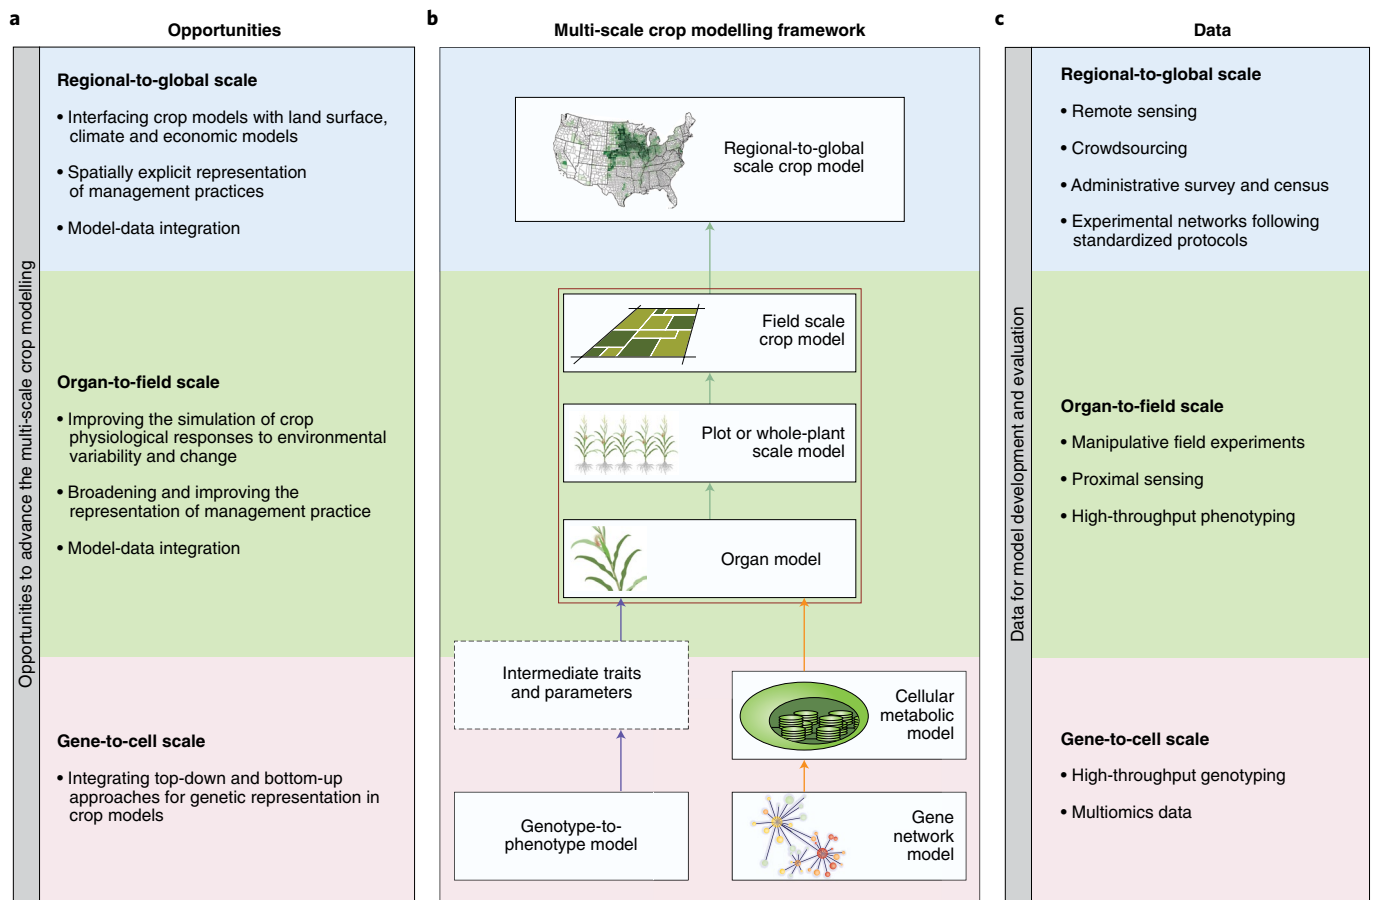 a
Opportunities
Opportunities to advance the multi-scale crop modelling
Regional-to-global scale
• Interfacing crop models with land surface,
climate and economic models
• Spatially explicit representation
of management practices
• Model-data integration
Organ-to-field scale
• Improving the simulation of crop
physiological responses to environmental
variability and change
• Broadening and improving the
representation of management practice
• Model-data integration
Gene-to-cell scale
• Integrating top-down and bottom-up
approaches for genetic representation in
crop models
b
Multi-scale crop modelling framework
Regional-to-global
scale crop model
Field scale
crop model
Plot or whole-plant
scale model
Organ model
Intermediate traits
and parameters
Cellular
metabolic
model
Genotype-to-
phenotype model
Gene
network
model
c
Data
Data for model development and evaluation
Regional-to-global scale
• Remote sensing
• Crowdsourcing
• Administrative survey and census
• Experimental networks following
standardized protocols
Organ-to-field scale
• Manipulative field experiments
• Proximal sensing
• High-throughput phenotyping
Gene-to-cell scale
• High-throughput genotyping
• Multiomics data